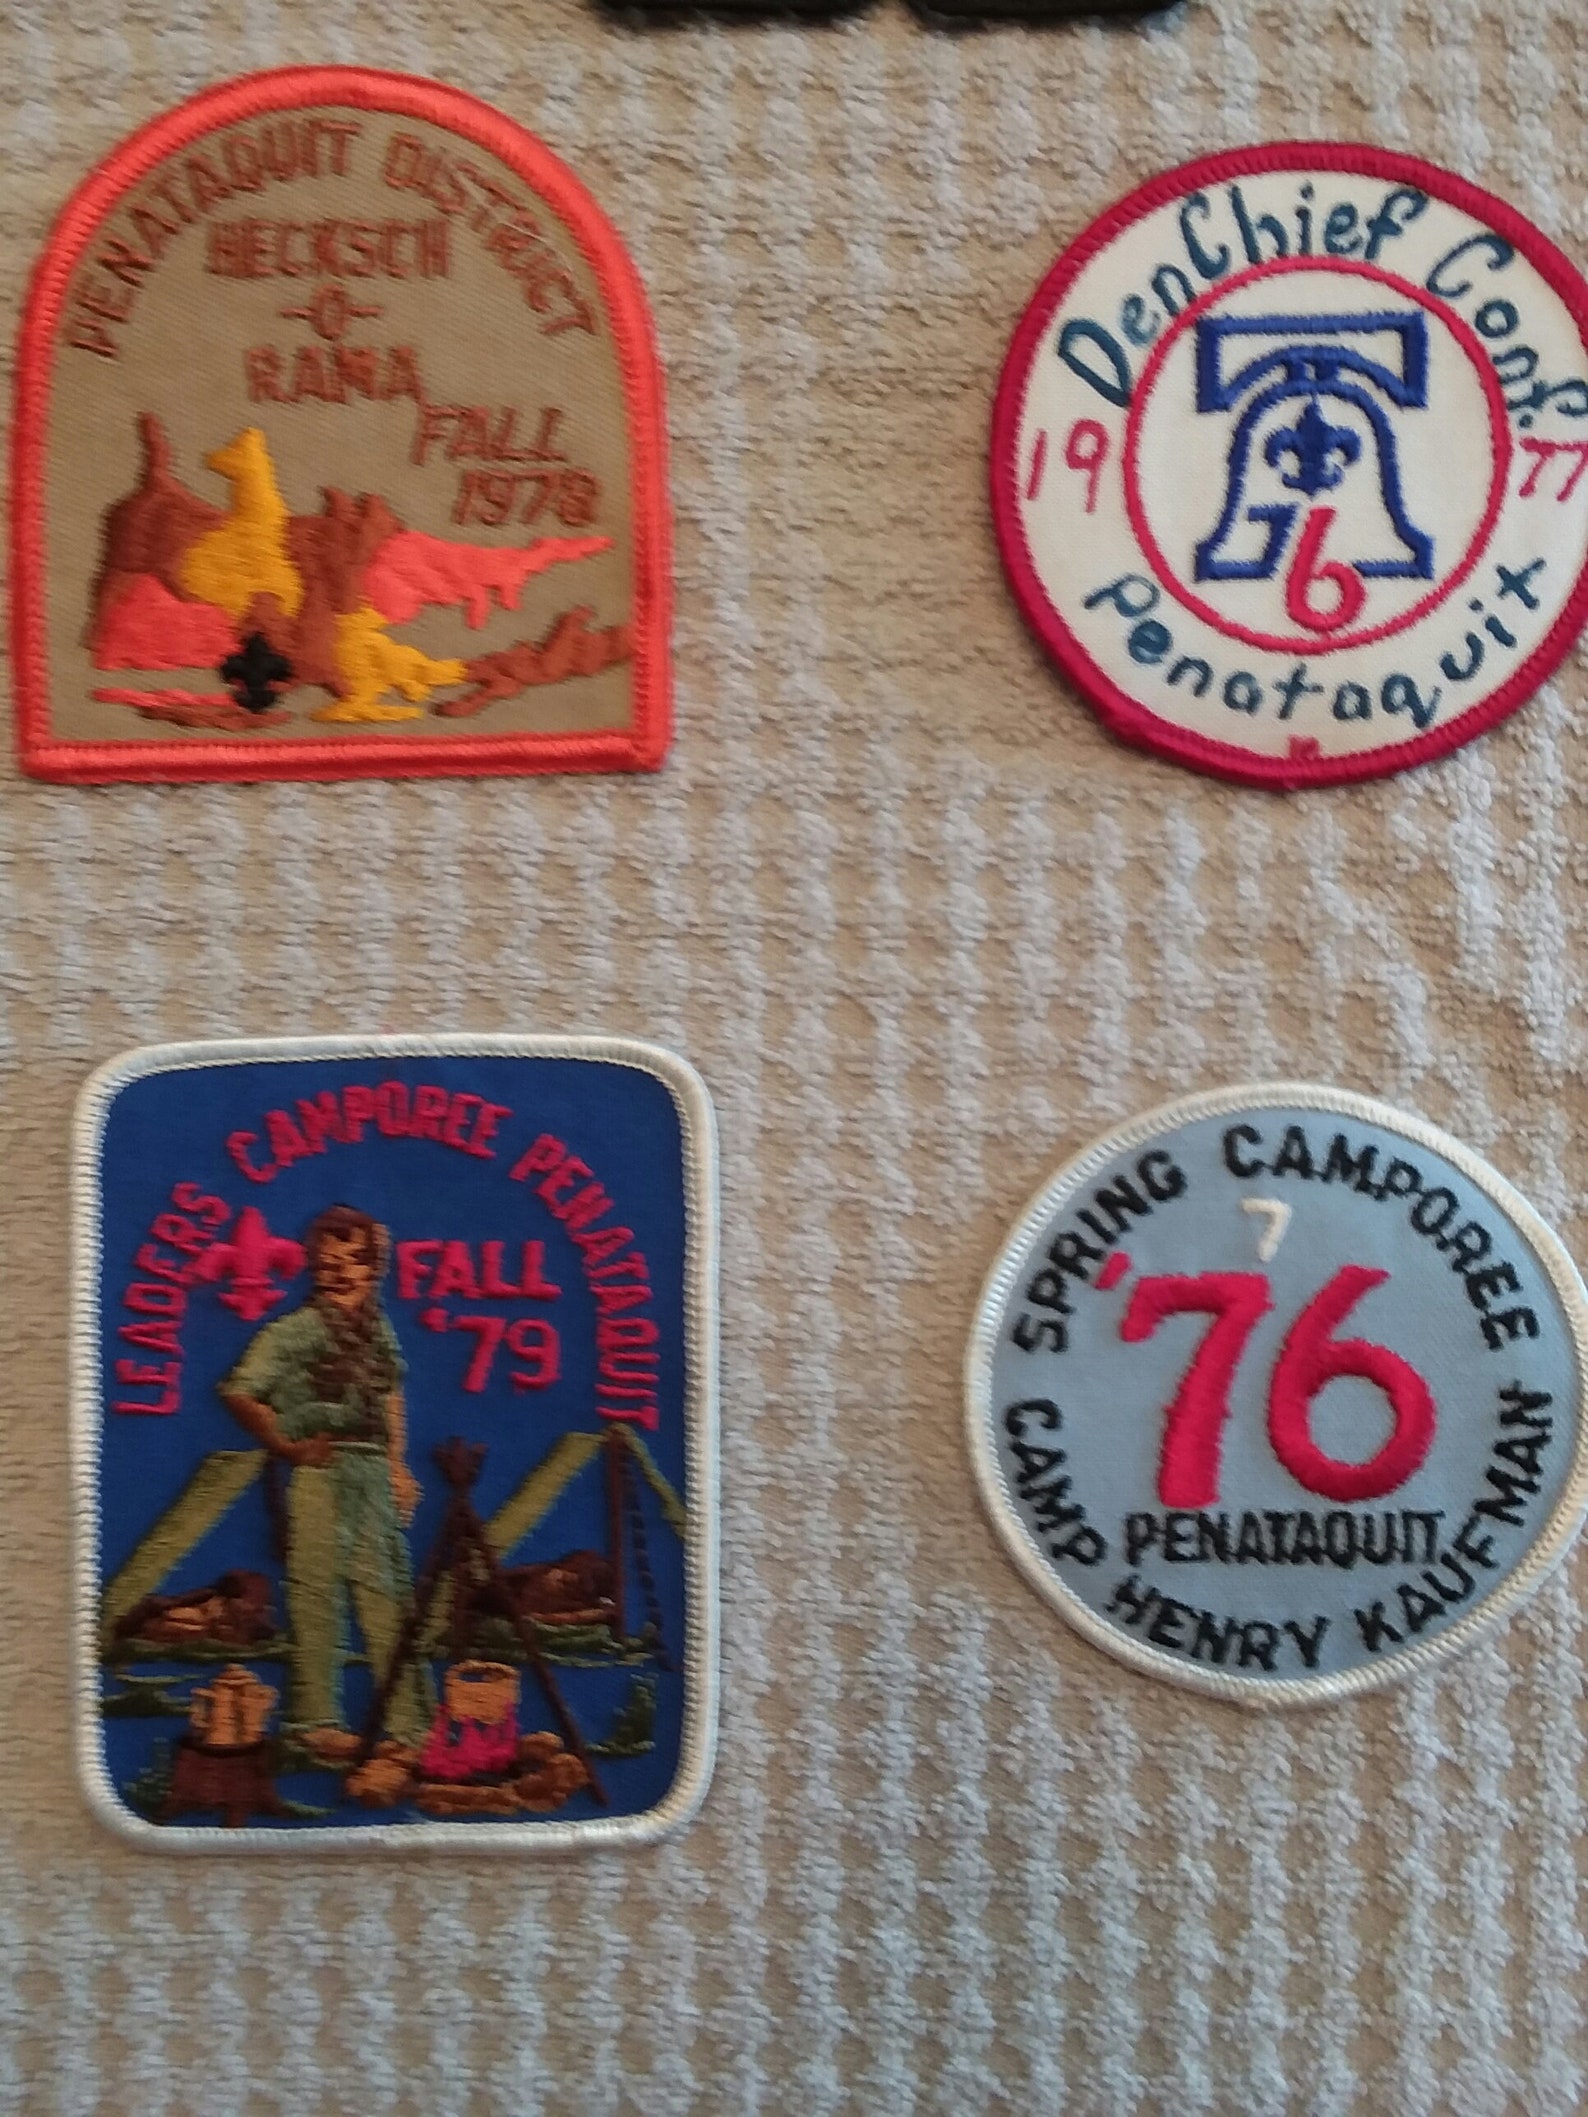 PENATAQUIT DISTRICT
HECKSCH
-O-
RAMA
FALL
1978
DenChief Conf.
19 77
76
Penataquit
LEADERS CAMPOREE PENATAQUIT
FALL
'79
SPRING CAMPOREE
7
'76
PENATAQUIT
CAMP HENRY KAUFMAN